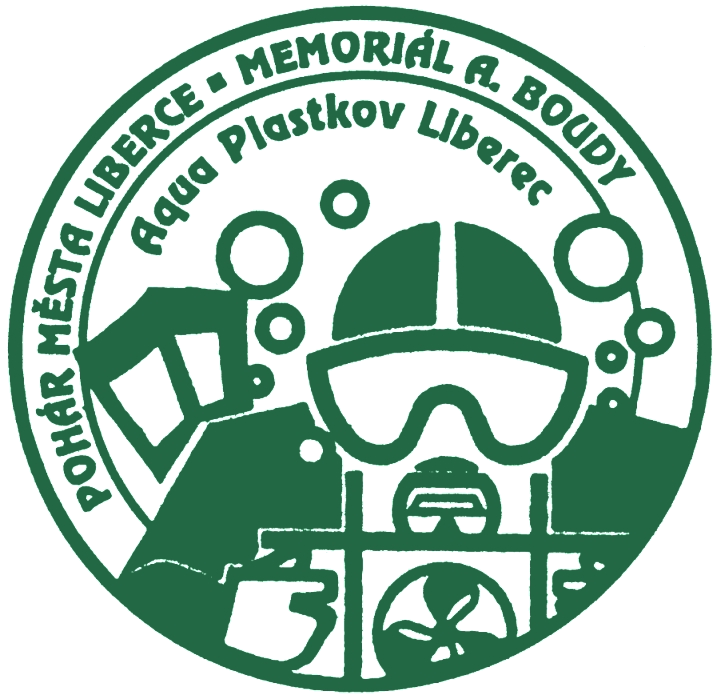 POHÁR MĚSTA LIBERCE ▪ MEMORIÁL A. BOUDY
Aqua Plastkov Liberec